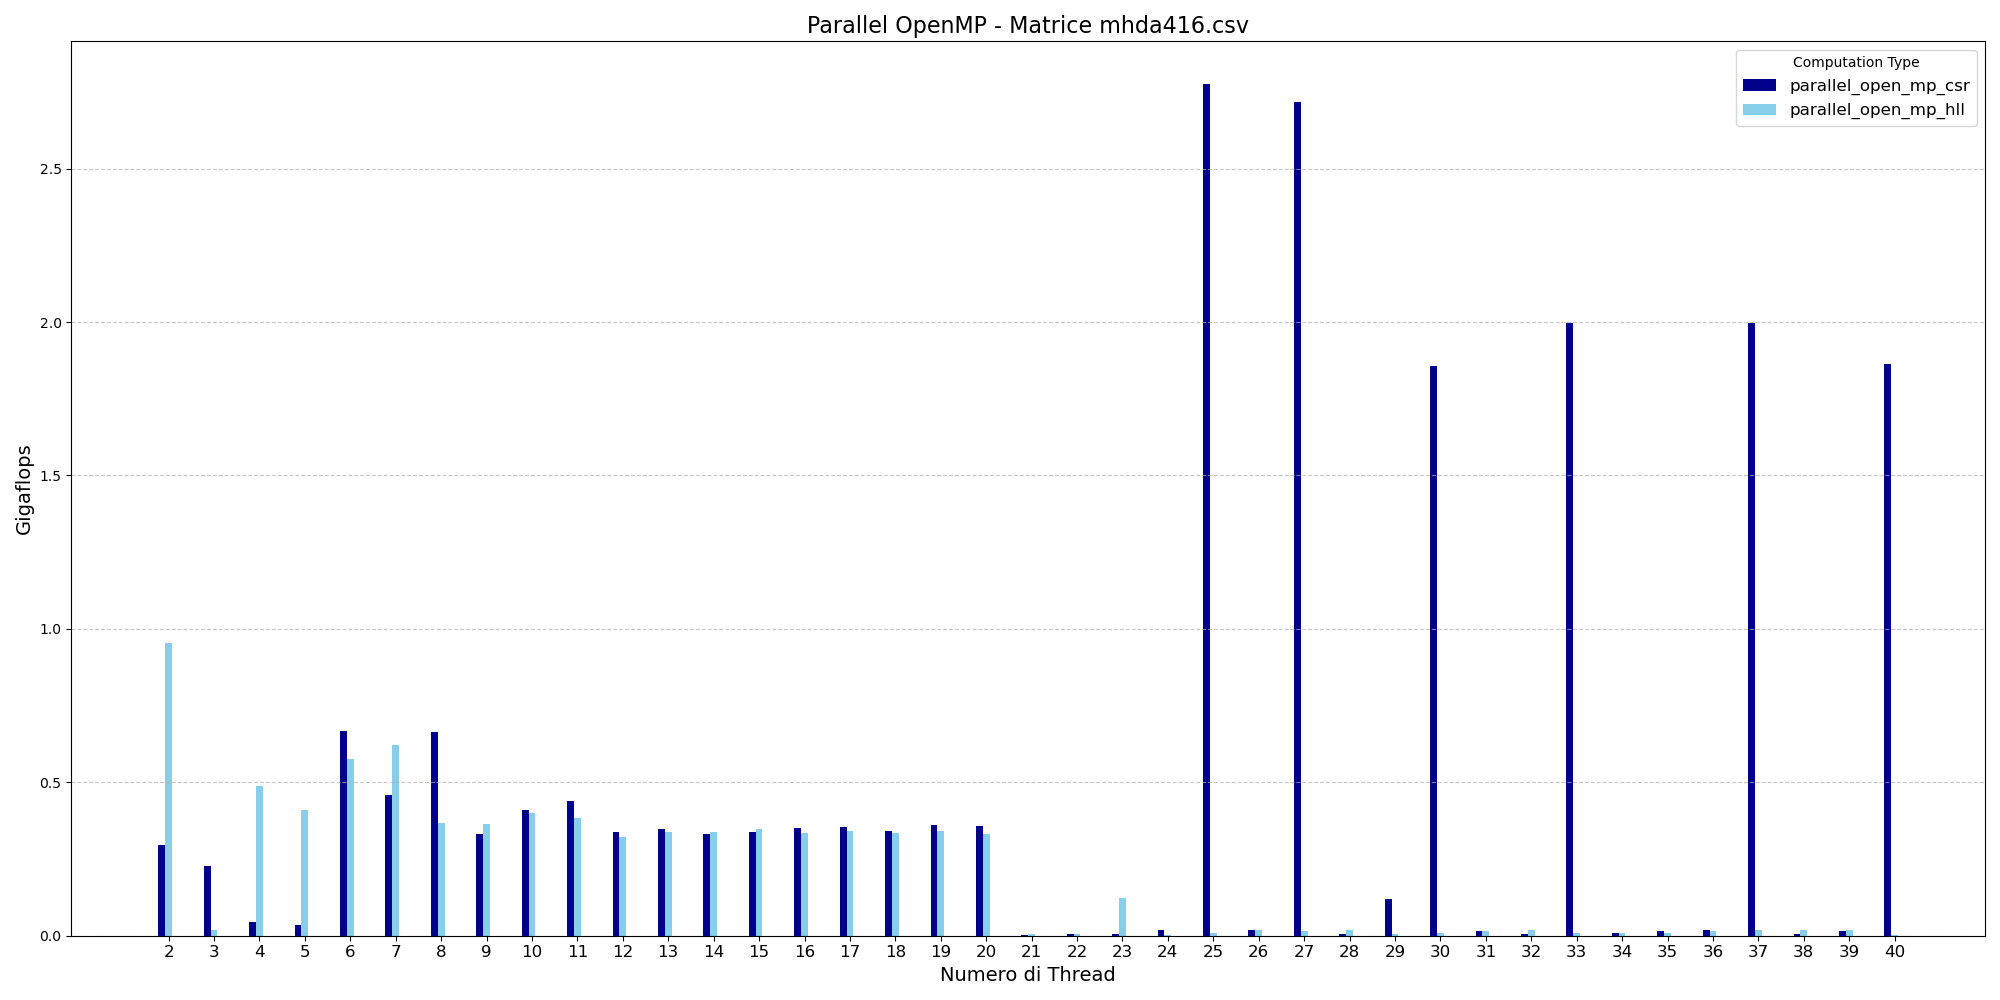 Parallel OpenMP - Matrice mhda416.csv
Computation Type
parallel_open_mp_csr
parallel_open_mp_hll
Gigaflops
2.5
2.0
1.5
1.0
0.5
0.0
2 3 4 5 6 7 8 9 10 11 12 13 14 15 16 17 18 19 20 21 22 23 24 25 26 27 28 29 30 31 32 33 34 35 36 37 38 39 40
Numero di Thread